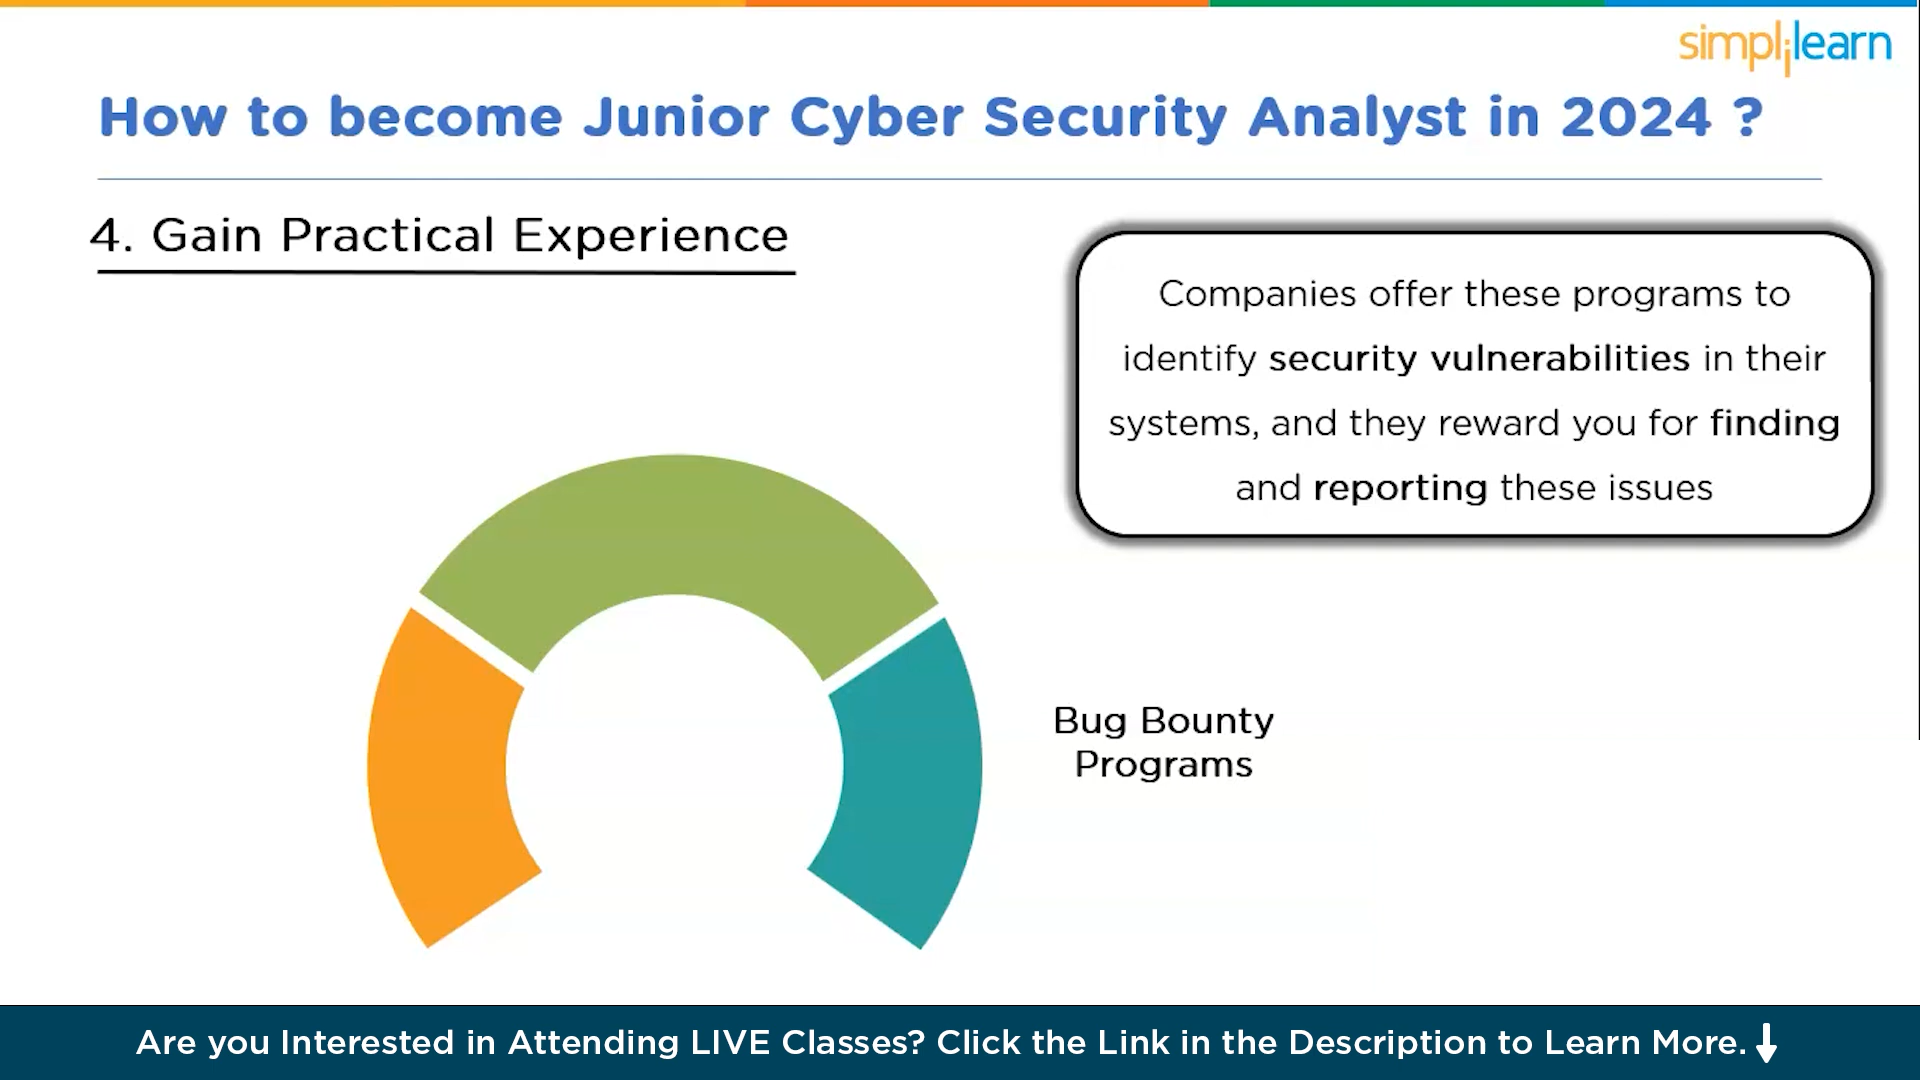 simplilearn
How to become Junior Cyber Security Analyst in 2024 ?
4. Gain Practical Experience
Companies offer these programs to
identify security vulnerabilities in their
systems, and they reward you for finding
and reporting these issues
Bug Bounty
Programs
Are you Interested in Attending LIVE Classes? Click the Link in the Description to Learn More.